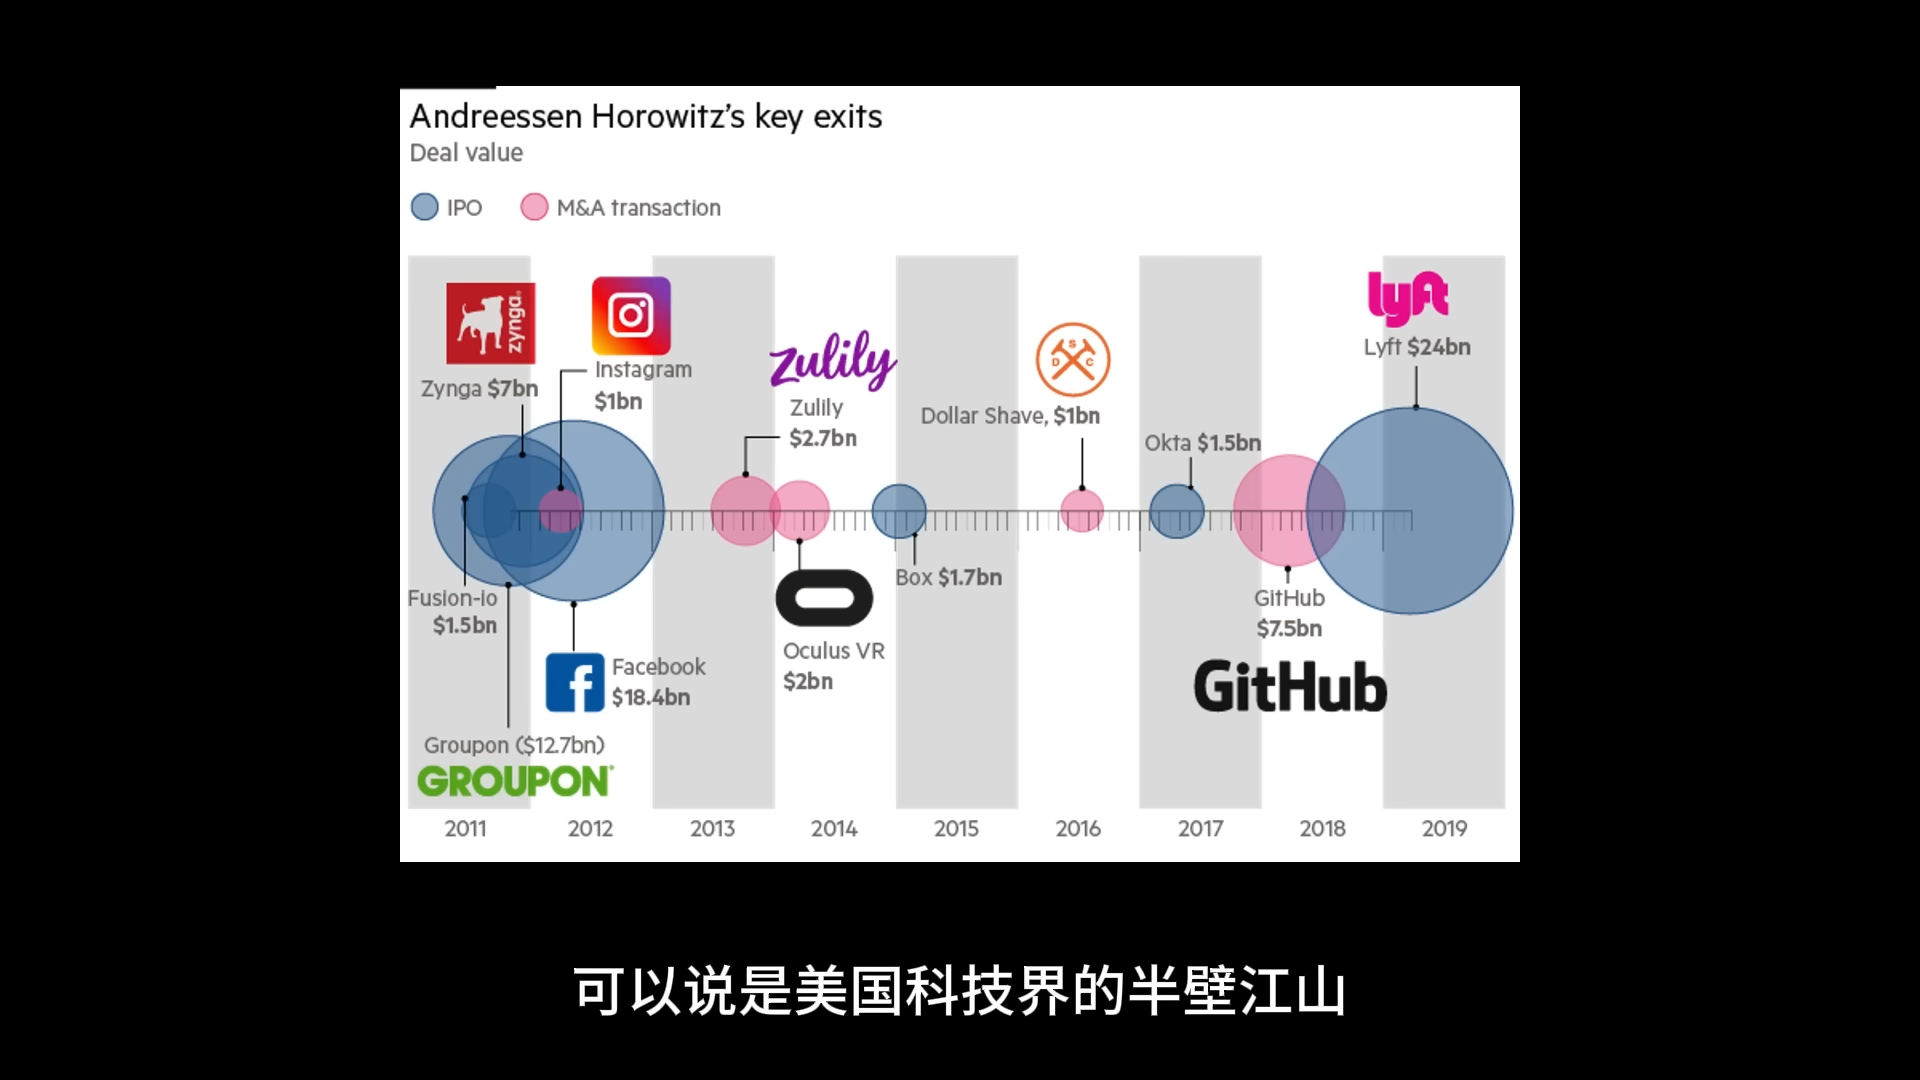 Andreessen Horowitz's key exits
Deal value
IPO
M&A transaction
zynga
Zynga $7bn
Instagram
$1bn
zulily
Zulily
$2.7bn
D S C
Dollar Shave, $1bn
Okta $1.5bn
lyft
Lyft $24bn
Fusion-io
$1.5bn
Facebook
$18.4bn
Groupon ($12.7bn)
GROUPON
Oculus VR
$2bn
Box $1.7bn
GitHub
$7.5bn
GitHub
2011 2012 2013 2014 2015 2016 2017 2018 2019
可以说是美国科技界的半壁江山